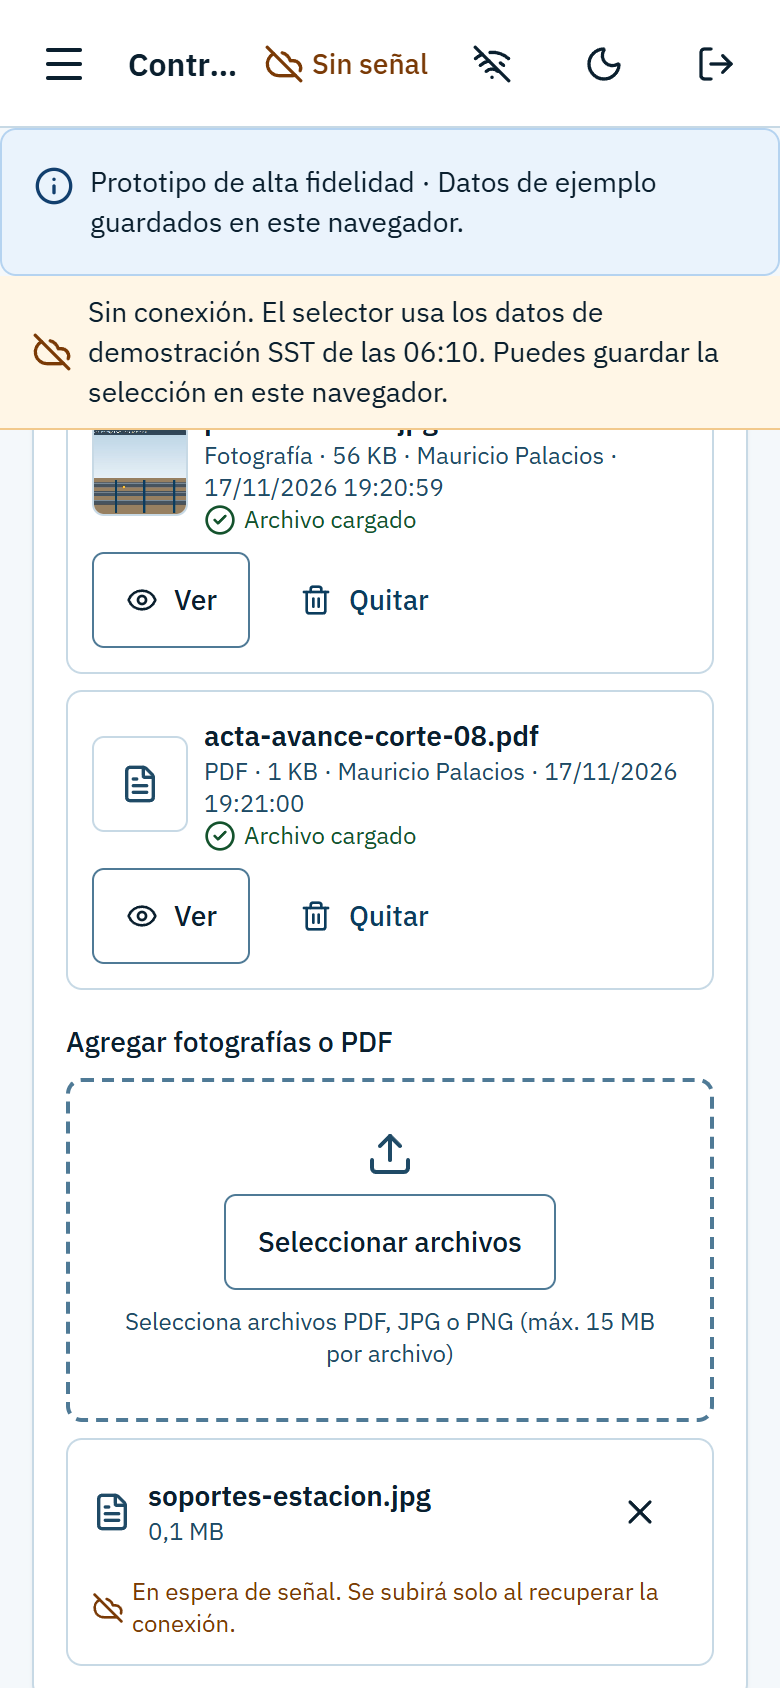 Contr...
Sin señal
Prototipo de alta fidelidad · Datos de ejemplo
guardados en este navegador.
Sin conexión. El selector usa los datos de
demostración SST de las 06:10. Puedes guardar la
selección en este navegador.
Fotografía · 56 KB · Mauricio Palacios ·
17/11/2026 19:20:59
Archivo cargado
Ver
Quitar
acta-avance-corte-08.pdf
PDF · 1 KB · Mauricio Palacios · 17/11/2026
19:21:00
Archivo cargado
Ver
Quitar
Agregar fotografías o PDF
Seleccionar archivos
Selecciona archivos PDF, JPG o PNG (máx. 15 MB
por archivo)
soportes-estacion.jpg
0,1 MB
En espera de señal. Se subirá solo al recuperar la
conexión.